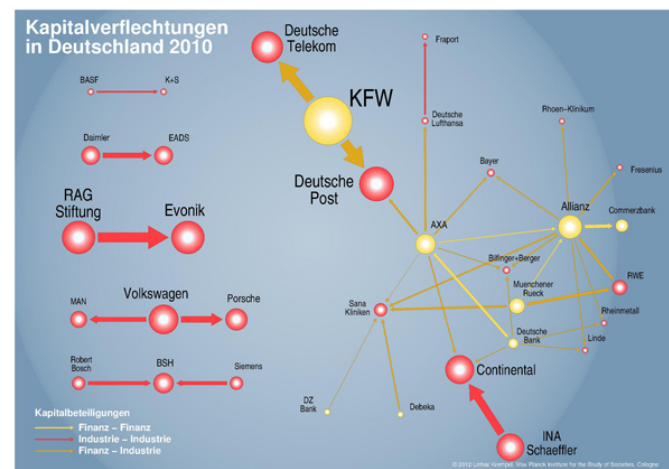 Kapitalverflechtungen
in Deutschland 2010
Deutsche
Telekom
Fraport
BASF
K+S
KFW
Deutsche
Lufthansa
Rhoen-Klinikum
Daimler
EADS
Bayer
Fresenius
Deutsche
Post
RAG
Stiftung
Evonik
Allianz
Commerzbank
AXA
Bilfinger+Berger
RWE
Muenchener
Rueck
MAN
Volkswagen
Porsche
Sana
Kliniken
Rheinmetall
Deutsche
Bank
Linde
Robert
Bosch
BSH
Siemens
Continental
DZ
Bank
Debeka
Kapitalbeteiligungen
Finanz – Finanz
Industrie – Industrie
Finanz – Industrie
INA
Schaeffler
© 2012 Lothar Krempel, Max Planck Institute for the Study of Societies, Cologne